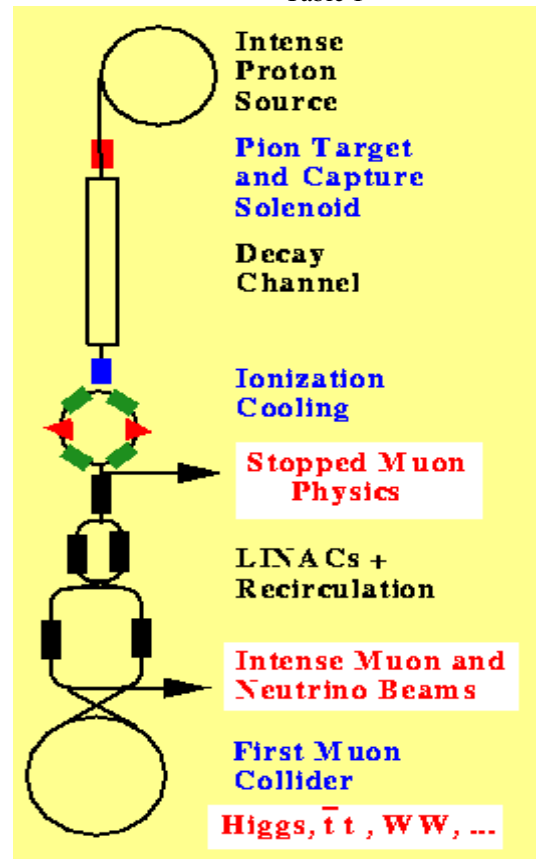 Intense
Proton
Source
Pion Target
and Capture
Solenoid
Decay
Channel
Ionization
Cooling
Stopped Muon
Physics
LINACs +
Recirculation
Intense Muon and
Neutrino Beams
First Muon
Collider
Higgs, t̄ t , WW, ...